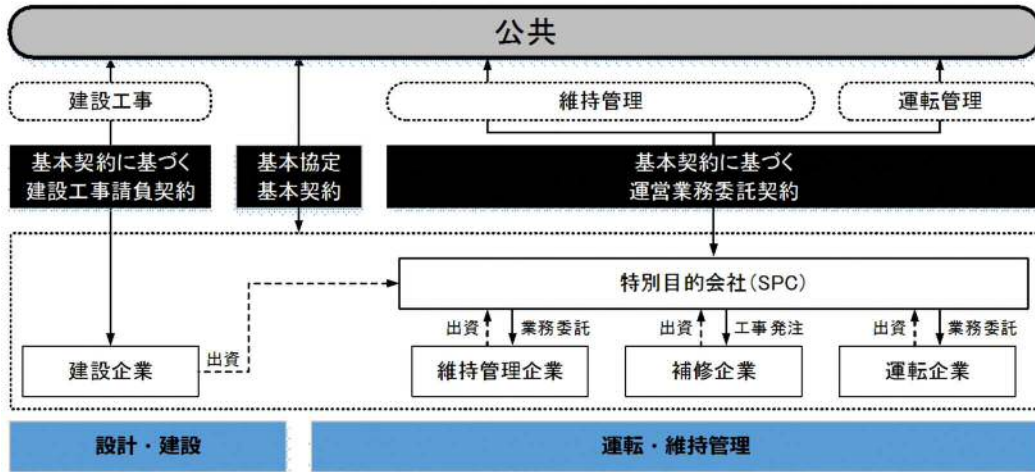 公共
建設工事
維持管理
運転管理
基本契約に基づく
建設工事請負契約
基本協定
基本契約
基本契約に基づく
運営業務委託契約
特別目的会社(SPC)
出資
業務委託
出資
工事発注
出資
業務委託
建設企業
出資
維持管理企業
補修企業
運転企業
設計・建設
運転・維持管理